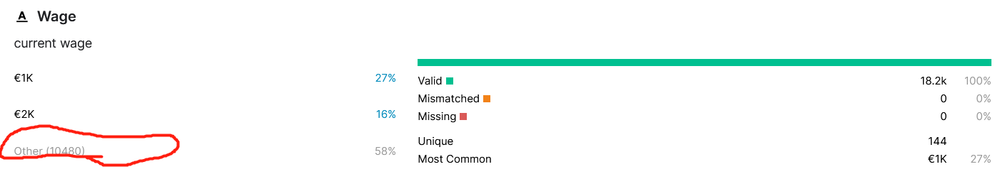 A Wage
current wage
€1K 27%
€2K 16%
Other (10480) 58%
Valid 18.2k 100%
Mismatched 0 0%
Missing 0 0%
Unique 144
Most Common €1K 27%